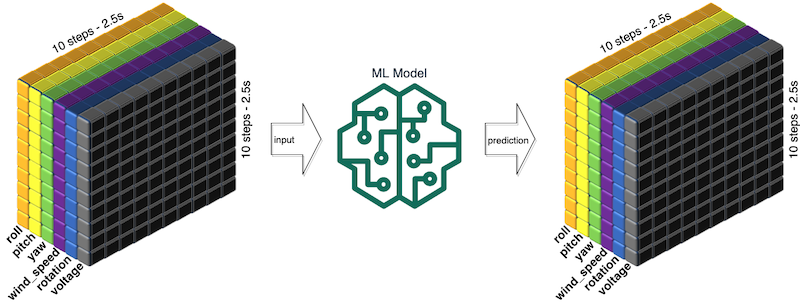 10 steps - 2.5s
10 steps - 2.5s
roll
pitch
yaw
wind_speed
rotation
voltage
input
ML Model
prediction
10 steps - 2.5s
10 steps - 2.5s
roll
pitch
yaw
wind_speed
rotation
voltage